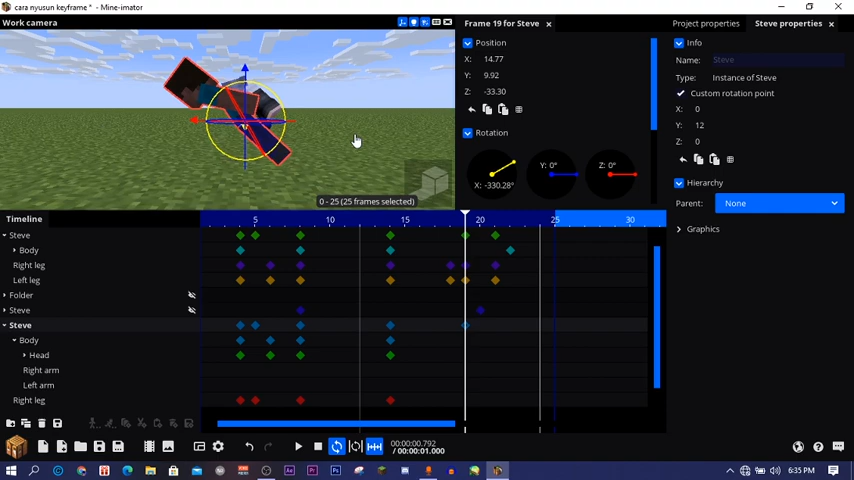 cara nyusun keyframe * - Mine-imator
Work camera
Frame 19 for Steve
Project properties
Steve properties
Position
X: 14.77
Y: 9.92
Z: -33.30
Rotation
X: -330.28°
Y: 0°
Z: 0°
Info
Name: Steve
Type: Instance of Steve
Custom rotation point
X: 0
Y: 12
Z: 0
Hierarchy
Parent: None
Graphics
0 - 25 (25 frames selected)
Timeline
5 10 15 20 25 30
Steve
Body
Right leg
Left leg
Folder
Steve
Steve
Body
Head
Right arm
Left arm
Right leg
00:00:00.792
/ 00:00:01.000
Ae
Pr
Ps
6:35 PM